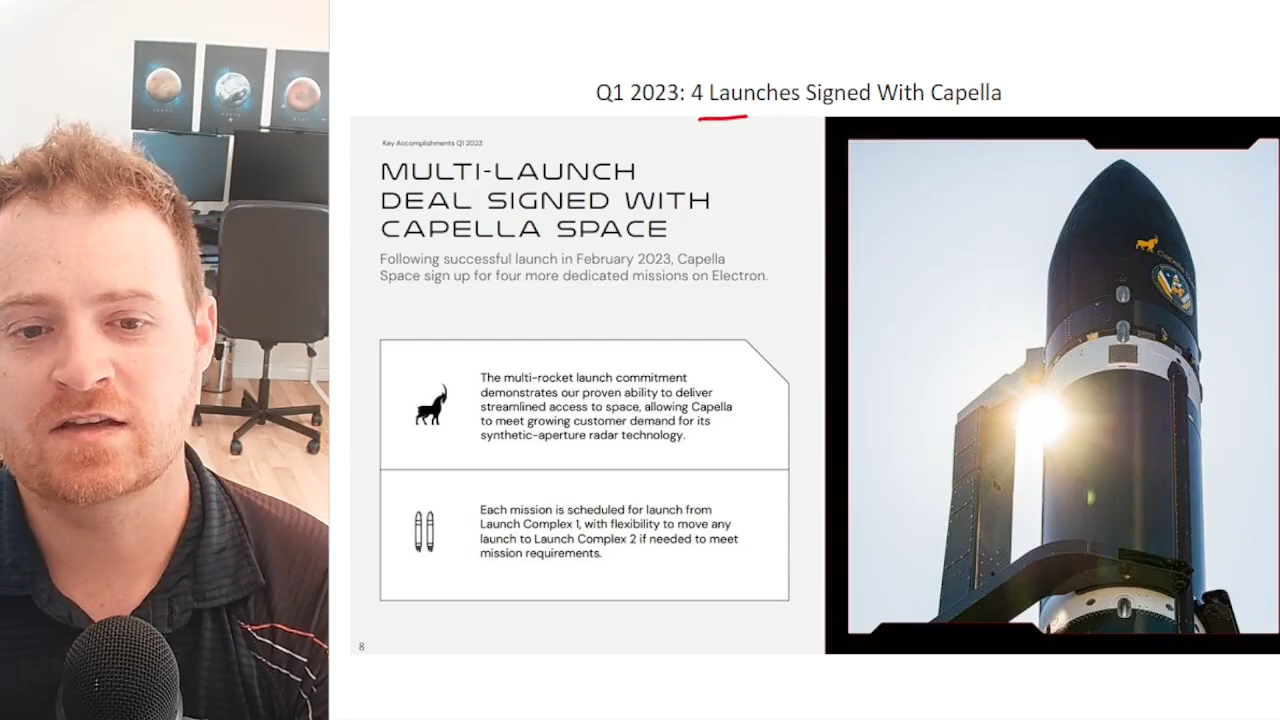 Q1 2023: 4 Launches Signed With Capella
Key Accomplishments Q1 2023
MULTI-LAUNCH
DEAL SIGNED WITH
CAPELLA SPACE
Following successful launch in February 2023, Capella
Space sign up for four more dedicated missions on Electron.
The multi-rocket launch commitment
demonstrates our proven ability to deliver
streamlined access to space, allowing Capella
to meet growing customer demand for its
synthetic-aperture radar technology.
Each mission is scheduled for launch from
Launch Complex 1, with flexibility to move any
launch to Launch Complex 2 if needed to meet
mission requirements.
8